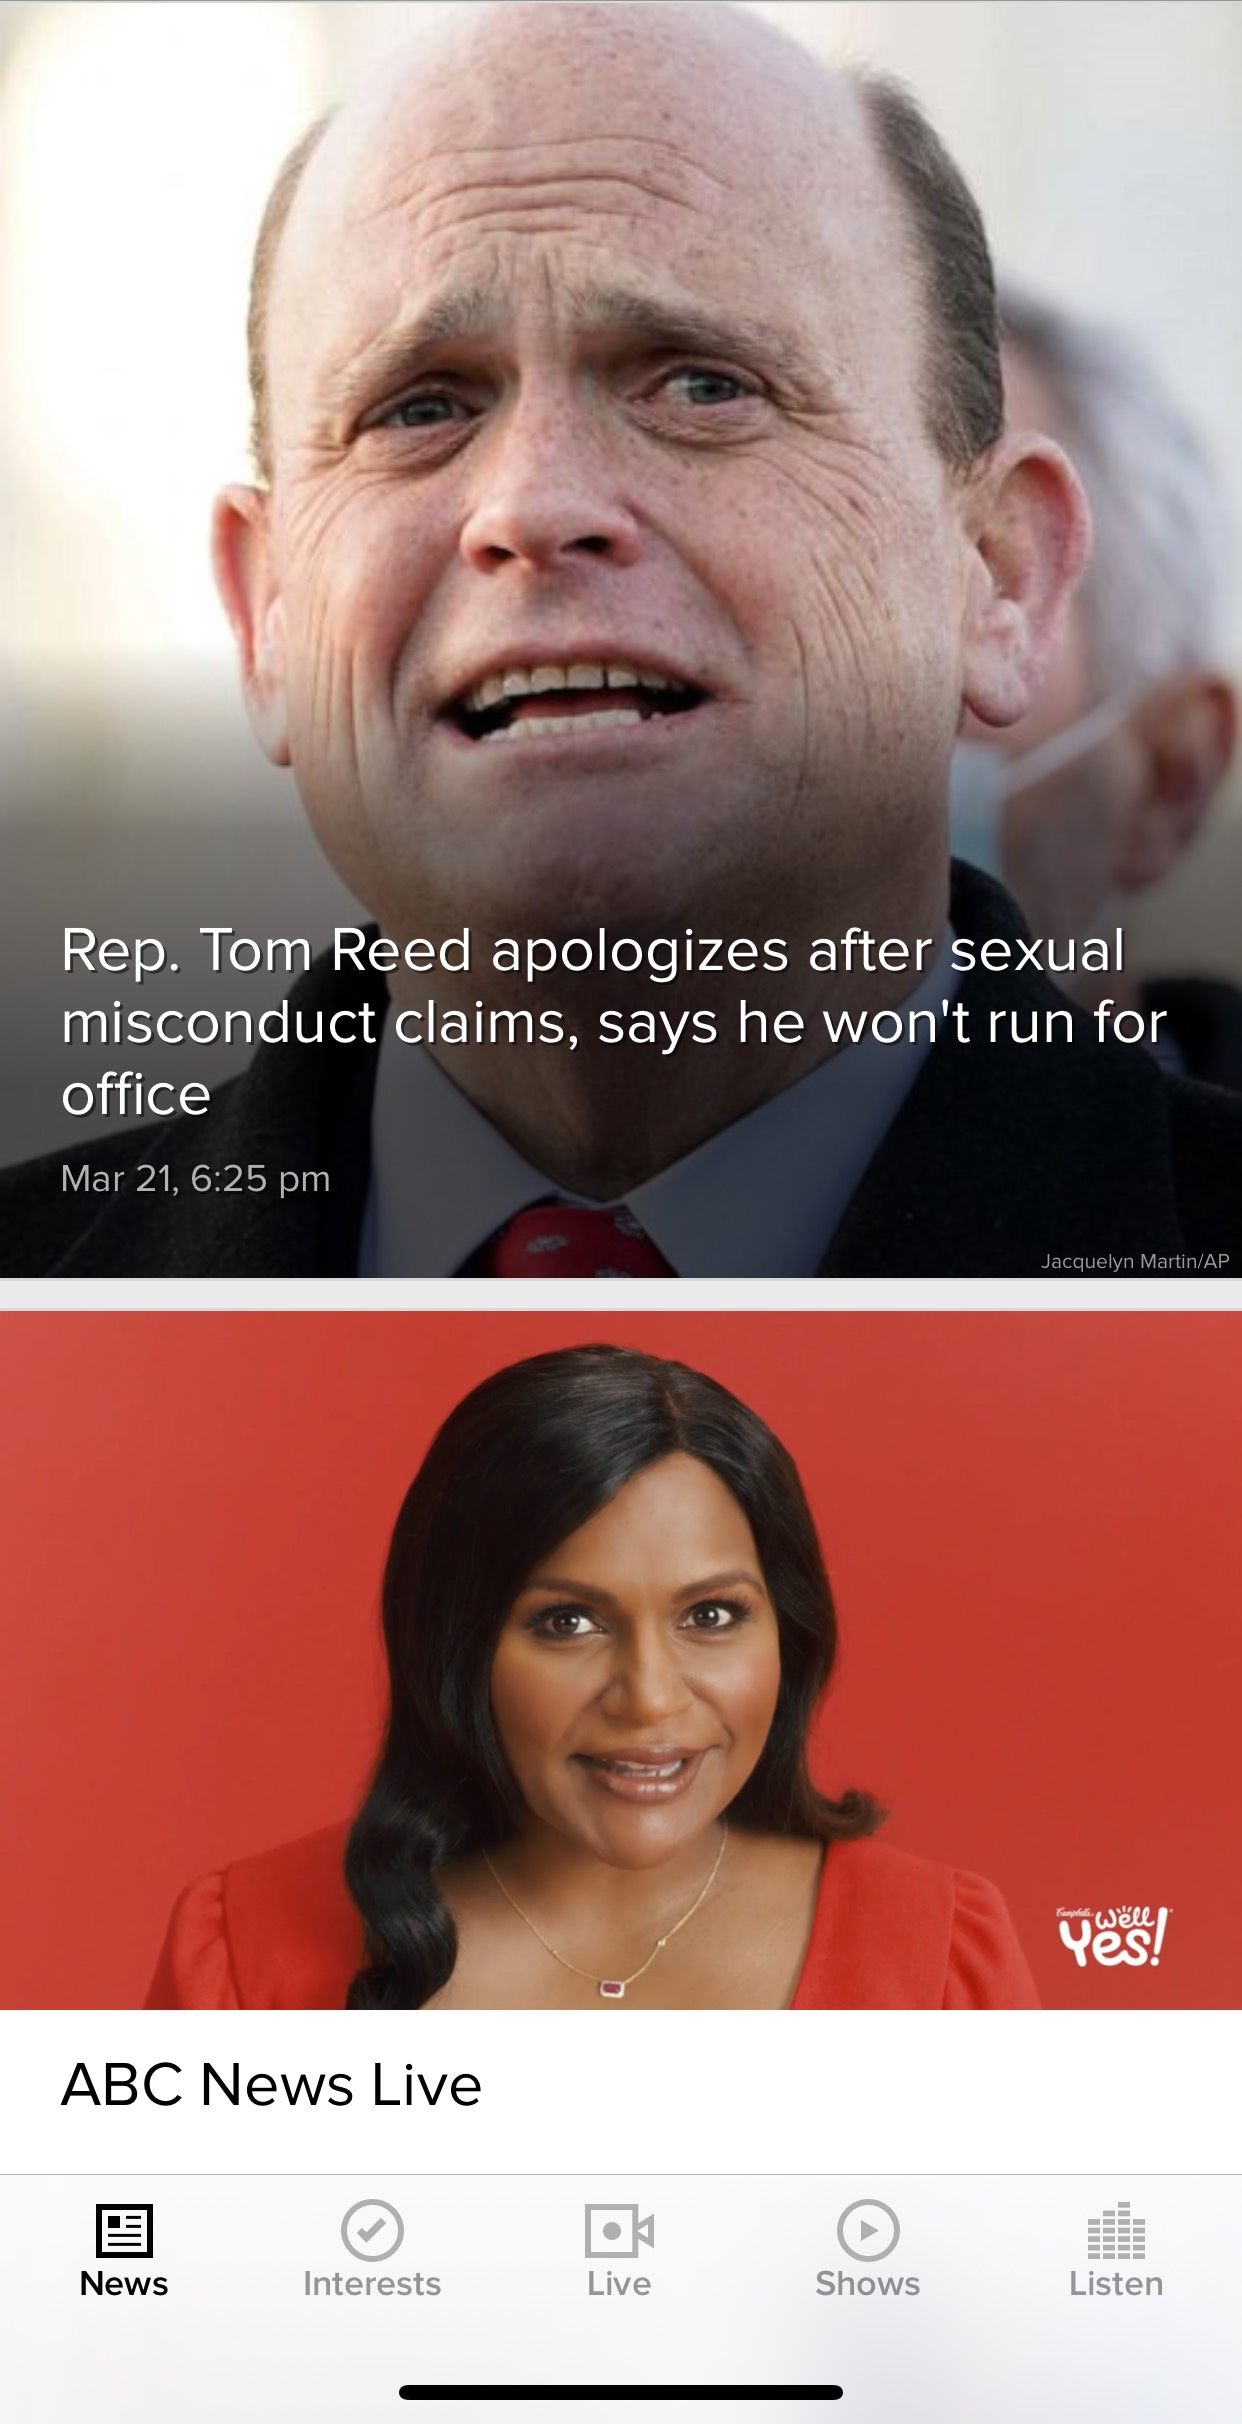 Rep. Tom Reed apologizes after sexual
misconduct claims, says he won't run for
office
Mar 21, 6:25 pm
Jacquelyn Martin/AP
Campbell's
Well
Yes!
ABC News Live
News Interests Live Shows Listen